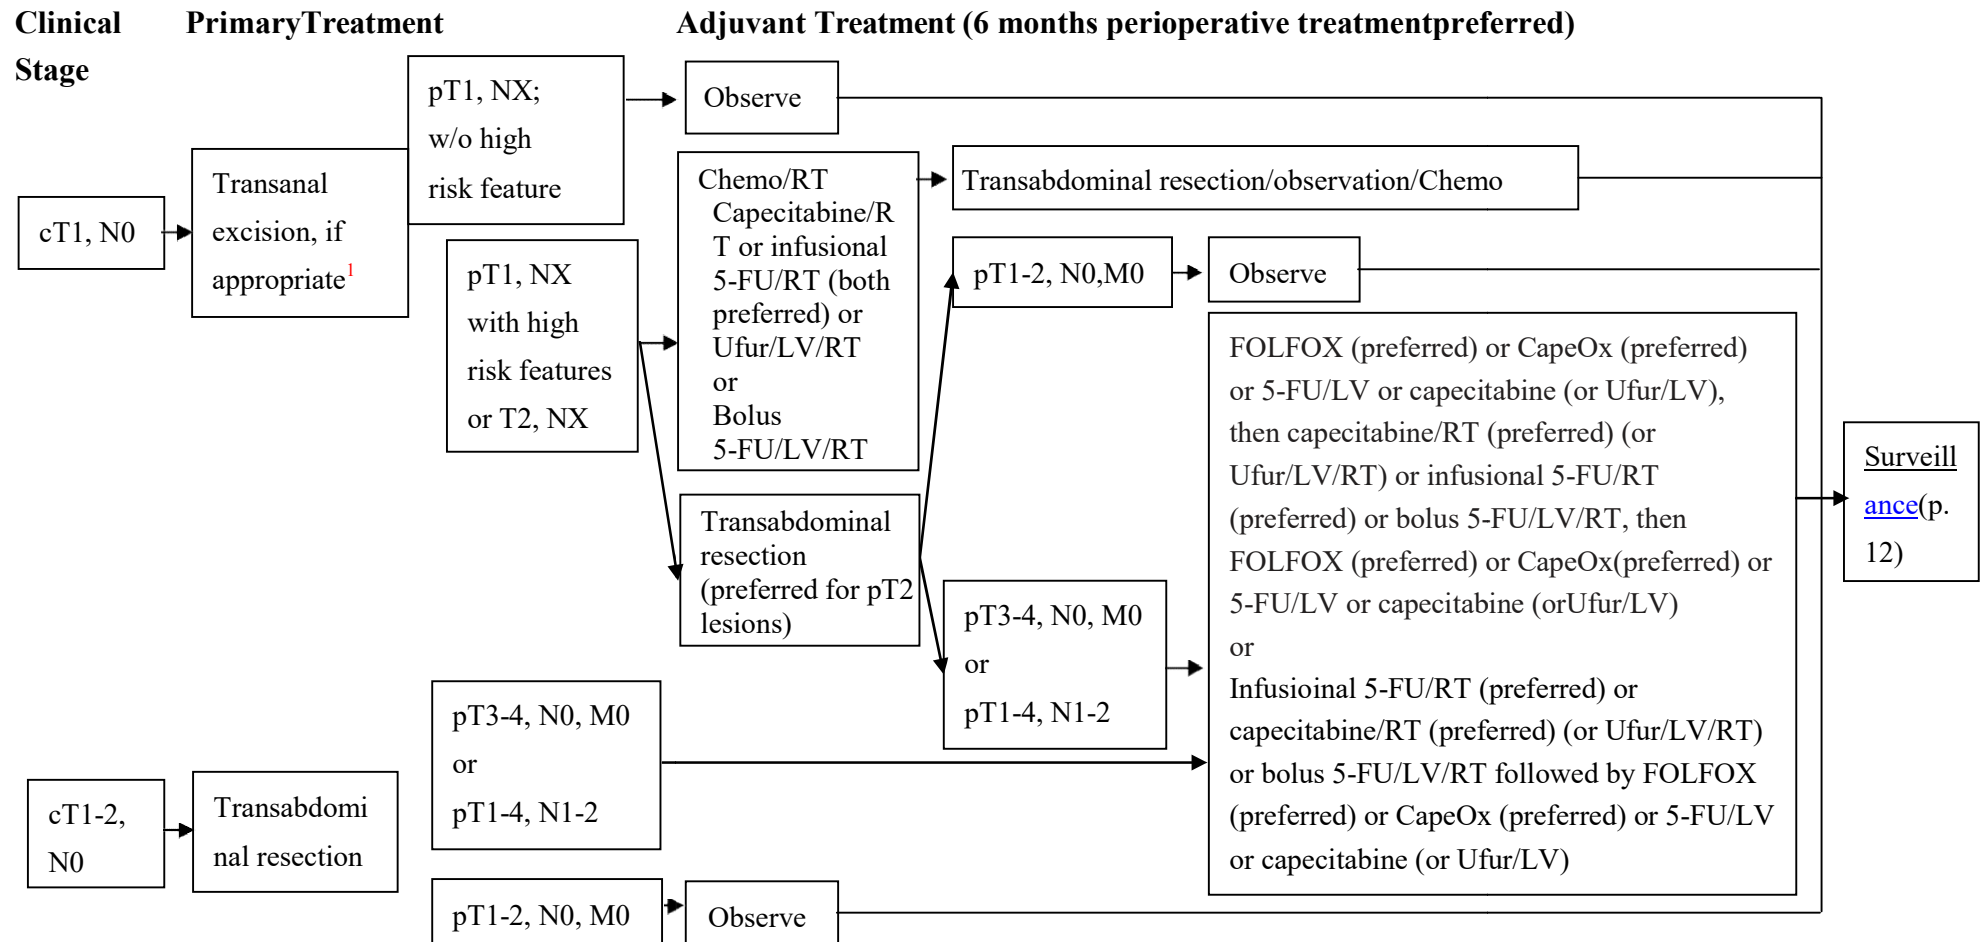 Clinical
Stage
PrimaryTreatment
Adjuvant Treatment (6 months perioperative treatmentpreferred)
cT1, N0
Transanal
excision, if
appropriate1
pT1, NX;
w/o high
risk feature
Observe
pT1, NX
with high
risk features
or T2, NX
Chemo/RT
Capecitabine/R
T or infusional
5-FU/RT (both
preferred) or
Ufur/LV/RT
or
Bolus
5-FU/LV/RT
Transabdominal resection/observation/Chemo
Transabdominal
resection
(preferred for pT2
lesions)
pT1-2, N0,M0
Observe
pT3-4, N0, M0
or
pT1-4, N1-2
FOLFOX (preferred) or CapeOx (preferred)
or 5-FU/LV or capecitabine (or Ufur/LV),
then capecitabine/RT (preferred) (or
Ufur/LV/RT) or infusional 5-FU/RT
(preferred) or bolus 5-FU/LV/RT, then
FOLFOX (preferred) or CapeOx(preferred) or
5-FU/LV or capecitabine (orUfur/LV)
or
Infusioinal 5-FU/RT (preferred) or
capecitabine/RT (preferred) (or Ufur/LV/RT)
or bolus 5-FU/LV/RT followed by FOLFOX
(preferred) or CapeOx (preferred) or 5-FU/LV
or capecitabine (or Ufur/LV)
Surveill
ance(p.
12)
cT1-2,
N0
Transabdomi
nal resection
pT3-4, N0, M0
or
pT1-4, N1-2
pT1-2, N0, M0
Observe